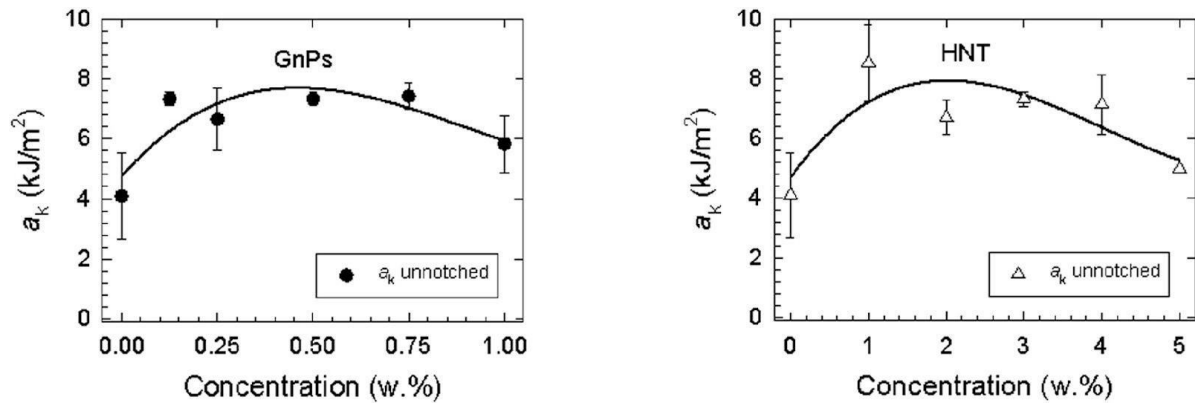 10
8
6
4
2
0
a_k (kJ/m²)
GnPs
a_k unnotched
0.00 0.25 0.50 0.75 1.00
Concentration (w.%)
10
8
6
4
2
0
a_k (kJ/m²)
HNT
a_k unnotched
0 1 2 3 4 5
Concentration (w.%)